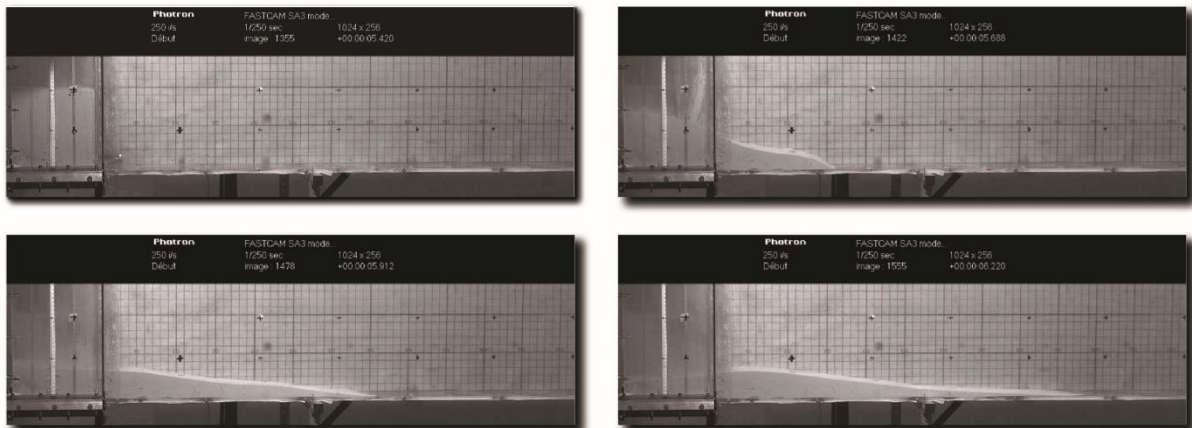 Photron
FASTCAM SA3 mode...
250 i/s
1/250 sec
1024 x 256
Début
image : 1355
+00:00:05.420
Photron
FASTCAM SA3 mode...
250 i/s
1/250 sec
1024 x 256
Début
image : 1422
+00:00:05.688
Photron
FASTCAM SA3 mode...
250 i/s
1/250 sec
1024 x 256
Début
image : 1478
+00:00:05.912
Photron
FASTCAM SA3 mode...
250 i/s
1/250 sec
1024 x 256
Début
image : 1555
+00:00:06.220